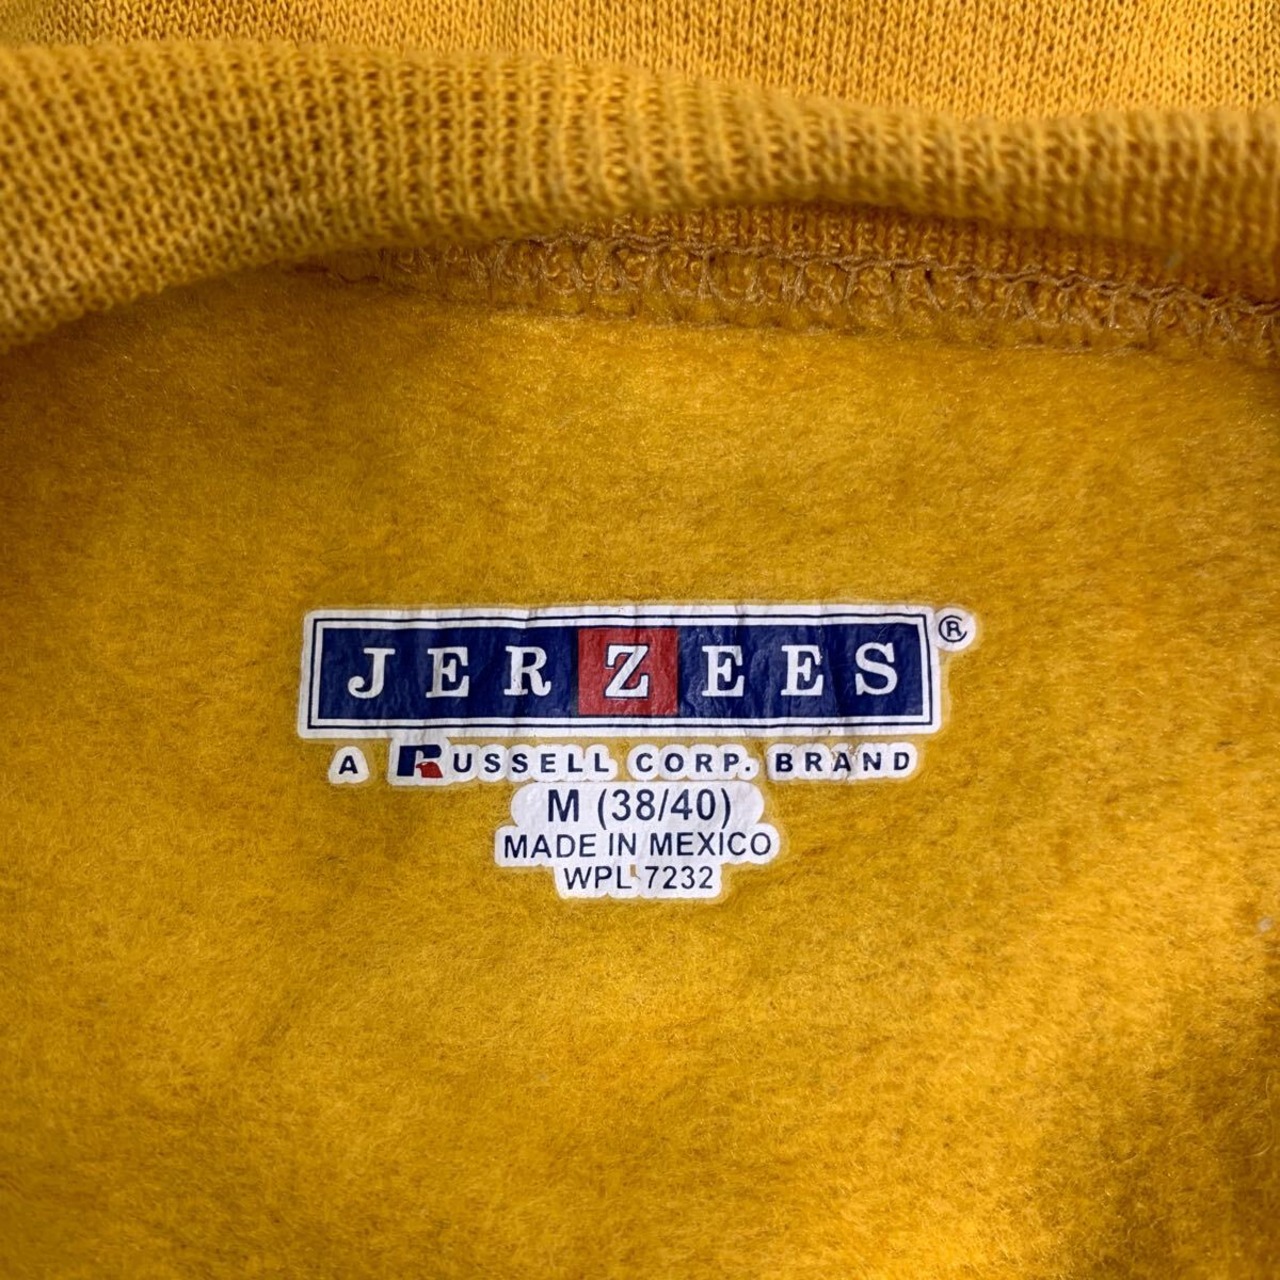 JERZEES®
A RUSSELL CORP. BRAND
M (38/40)
MADE IN MEXICO
WPL 7232